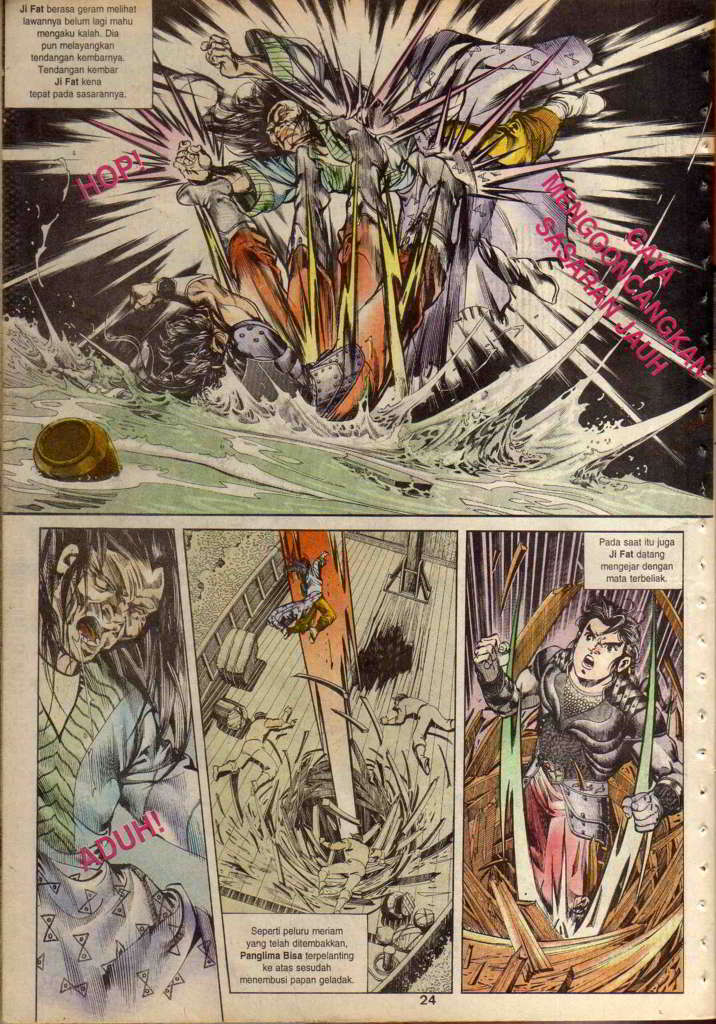 Ji Fat berasa geram melihat
lawannya belum lagi mahu
mengaku kalah. Dia
pun melayangkan
tendangan kembarnya.
Tendangan kembar
Ji Fat kena
tepat pada sasarannya.
HOP!
GAYA
MENGGONCANGKAN
SASARAN JAUH
ADUH!
Seperti peluru meriam
yang telah ditembakkan,
Panglima Bisa terpelanting
ke atas sesudah
menembusi papan geladak.
Pada saat itu juga
Ji Fat datang
mengejar dengan
mata terbeliak.
24